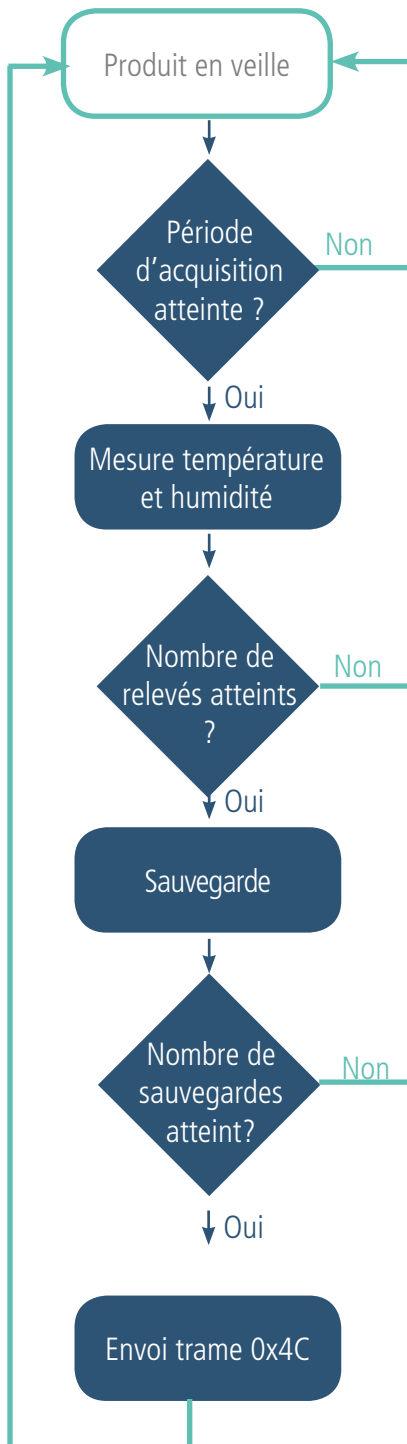 Produit en veille
Période
d'acquisition
atteinte ?
Non
Oui
Mesure température
et humidité
Nombre de
relevés atteints
?
Non
Oui
Sauvegarde
Nombre de
sauvegardes
atteint?
Non
Oui
Envoi trame 0x4C